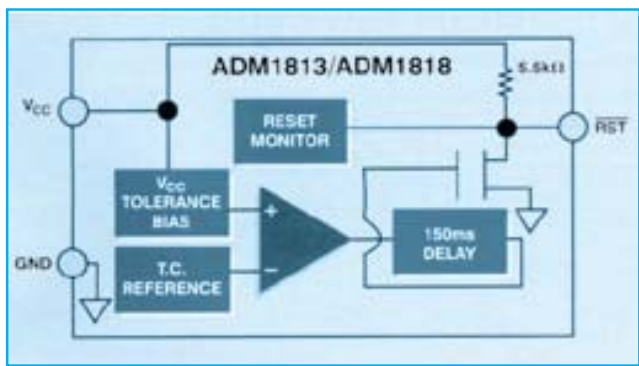 ADM1813/ADM1818
5.5kΩ
VCC
RESET
MONITOR
RST
VCC
TOLERANCE
BIAS
+
GND
T.C.
REFERENCE
−
150ms
DELAY